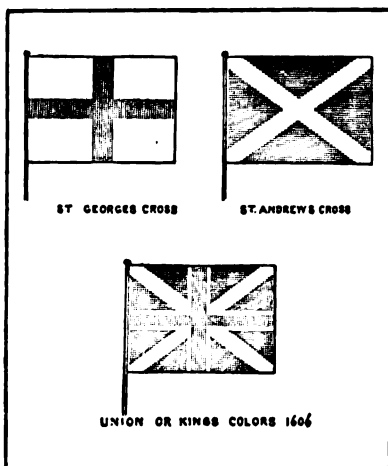 ST GEORGES CROSS
ST. ANDREWS CROSS
UNION OR KINGS COLORS 1606